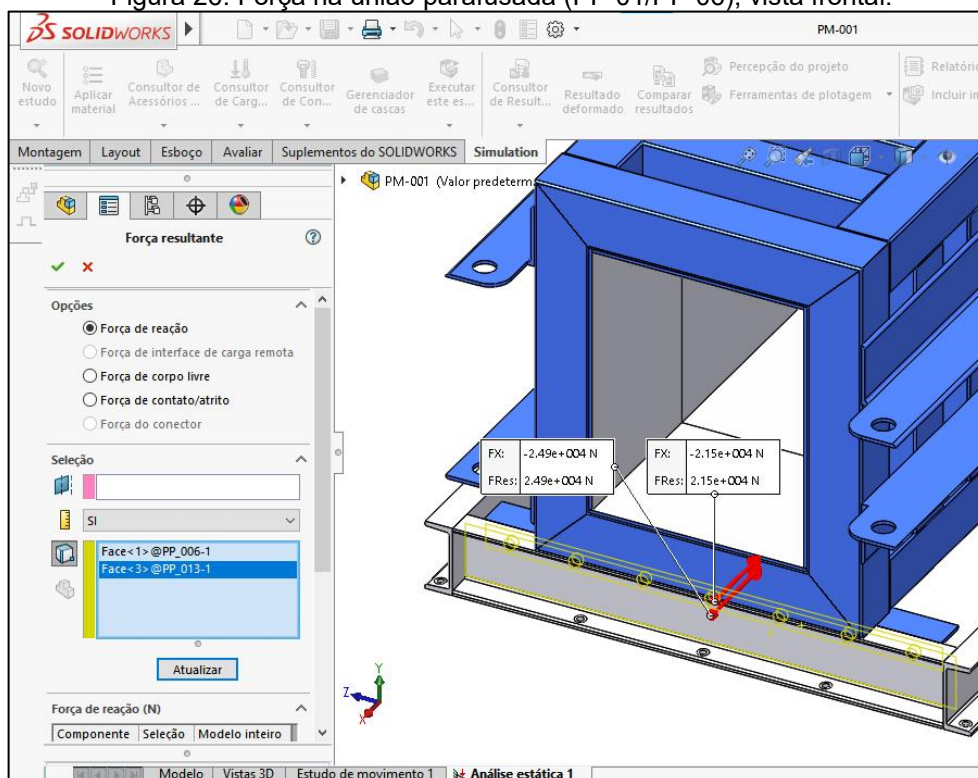 Figura 20: Força na união parafusada (PP-01/PP-06), vista frontal.
SOLIDWORKS
PM-001
Novo estudo
Aplicar material
Consultor de Acessórios ...
Consultor de Carg...
Consultor de Con...
Gerenciador de cascas
Executar este es...
Consultor de Result...
Resultado deformado
Comparar resultados
Percepção do projeto
Ferramentas de plotagem
Relatório
Incluir im
Montagem Layout Esboço Avaliar Suplementos do SOLIDWORKS Simulation
PM-001 (Valor predeterm
Força resultante
Opções
Força de reação
Força de interface de carga remota
Força de corpo livre
Força de contato/atrito
Força do conector
Seleção
SI
Face<1>@PP_006-1
Face<3>@PP_013-1
Atualizar
Força de reação (N)
Componente Seleção Modelo inteiro
FX: -2.49e+004 N
FRes: 2.49e+004 N
FX: -2.15e+004 N
FRes: 2.15e+004 N
Y
Z
X
Modelo Vistas 3D Estudo de movimento 1 Análise estática 1